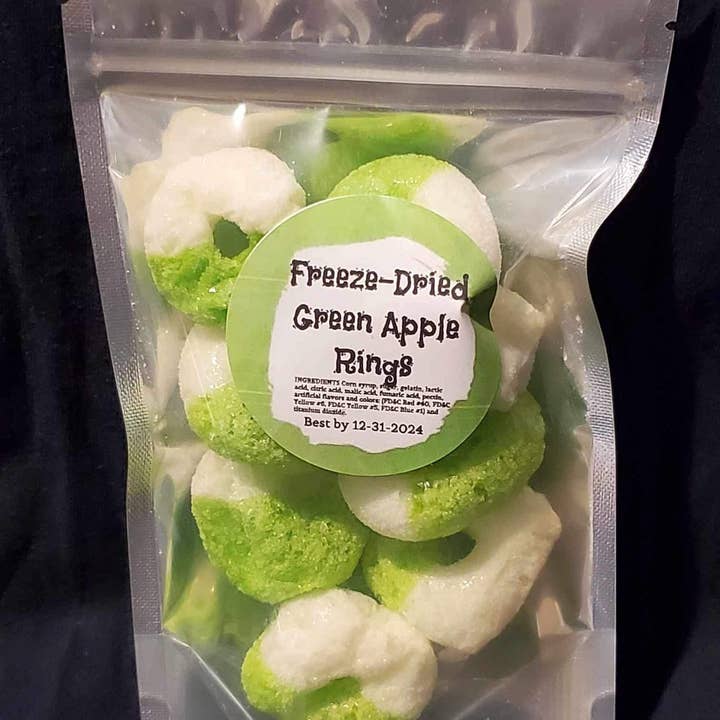 Freeze-Dried
Green Apple
Rings
INGREDIENTS Corn syrup, sugar, gelatin, lactic
acid, citric acid, malic acid, fumaric acid, pectin,
artificial flavors and colors: (FD&C Red #40, FD&C
Yellow #6, FD&C Yellow #5, FD&C Blue #1) and
titanium dioxide.
Best by 12-31-2024